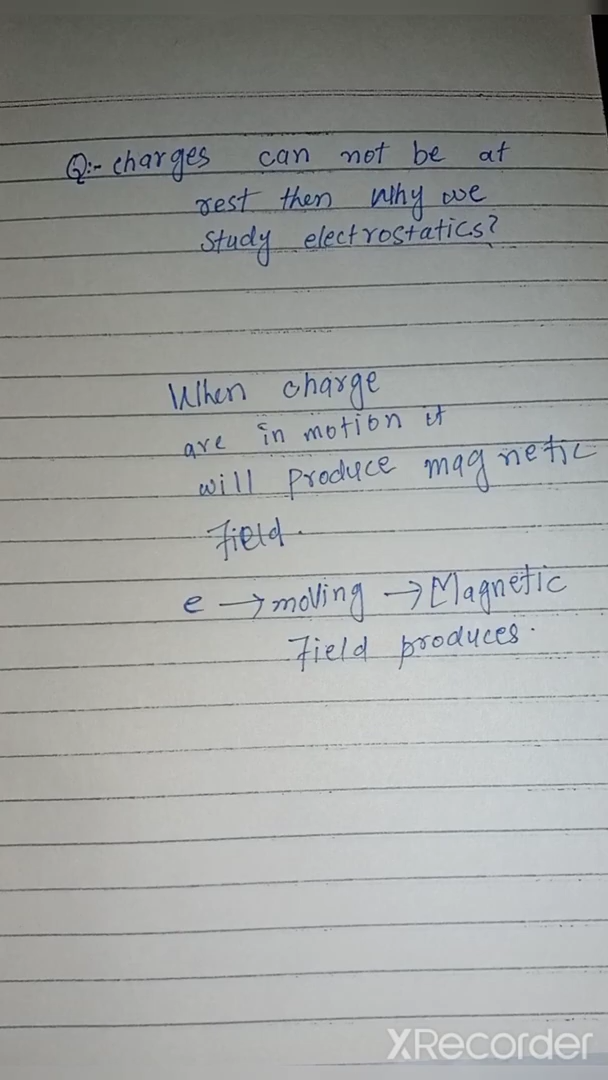 Q:- charges can not be at
rest then Why we
study electrostatics?
When charge
are in motion it
will produce magnetic
Field.
e → moving → Magnetic
Field produces.
XRecorder